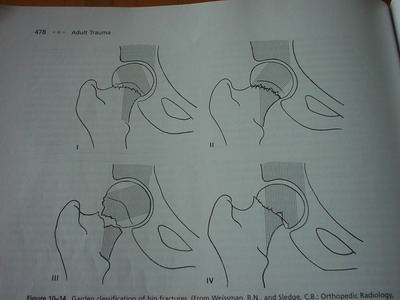 478 Adult Trauma
I
II
III
IV
Figure 10–14. Garden classification of hip fractures. (From Weissman, B.N., and Sledge, C.B.: Orthopedic Radiology,